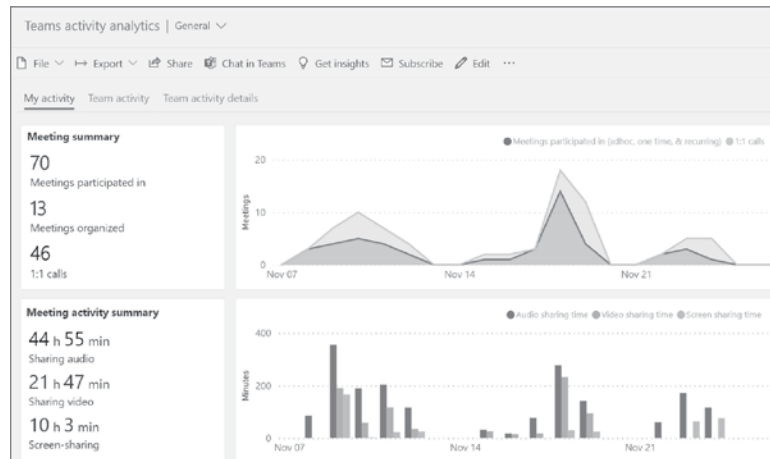 Teams activity analytics | General
File Export Share Chat in Teams Get insights Subscribe Edit ...
My activity Team activity Team activity details
Meeting summary
70
Meetings participated in
13
Meetings organized
46
1:1 calls
Meetings participated in (adhoc, one time, & recurring) 1:1 calls
Meetings
20
10
0
Nov 07 Nov 14 Nov 21
Meeting activity summary
44 h 55 min
Sharing audio
21 h 47 min
Sharing video
10 h 3 min
Screen-sharing
Audio sharing time Video sharing time Screen sharing time
Minutes
400
200
0
Nov 07 Nov 14 Nov 21